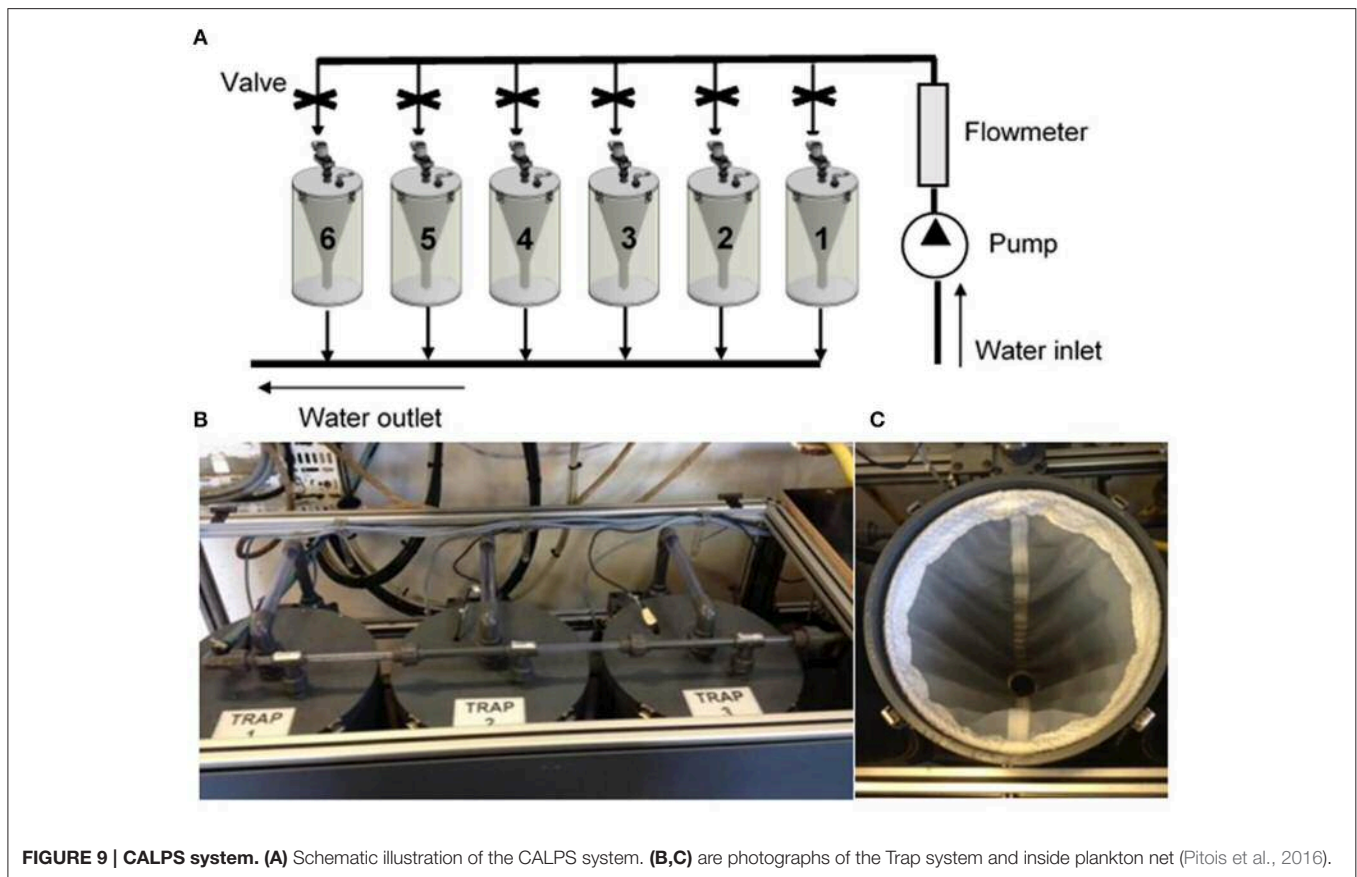 A
Valve
Flowmeter
6 5 4 3 2 1
Pump
Water inlet
Water outlet
B
C
TRAP
1
TRAP
2
TRAP
3
FIGURE 9 | CALPS system. (A) Schematic illustration of the CALPS system. (B,C) are photographs of the Trap system and inside plankton net (Pitois et al., 2016).